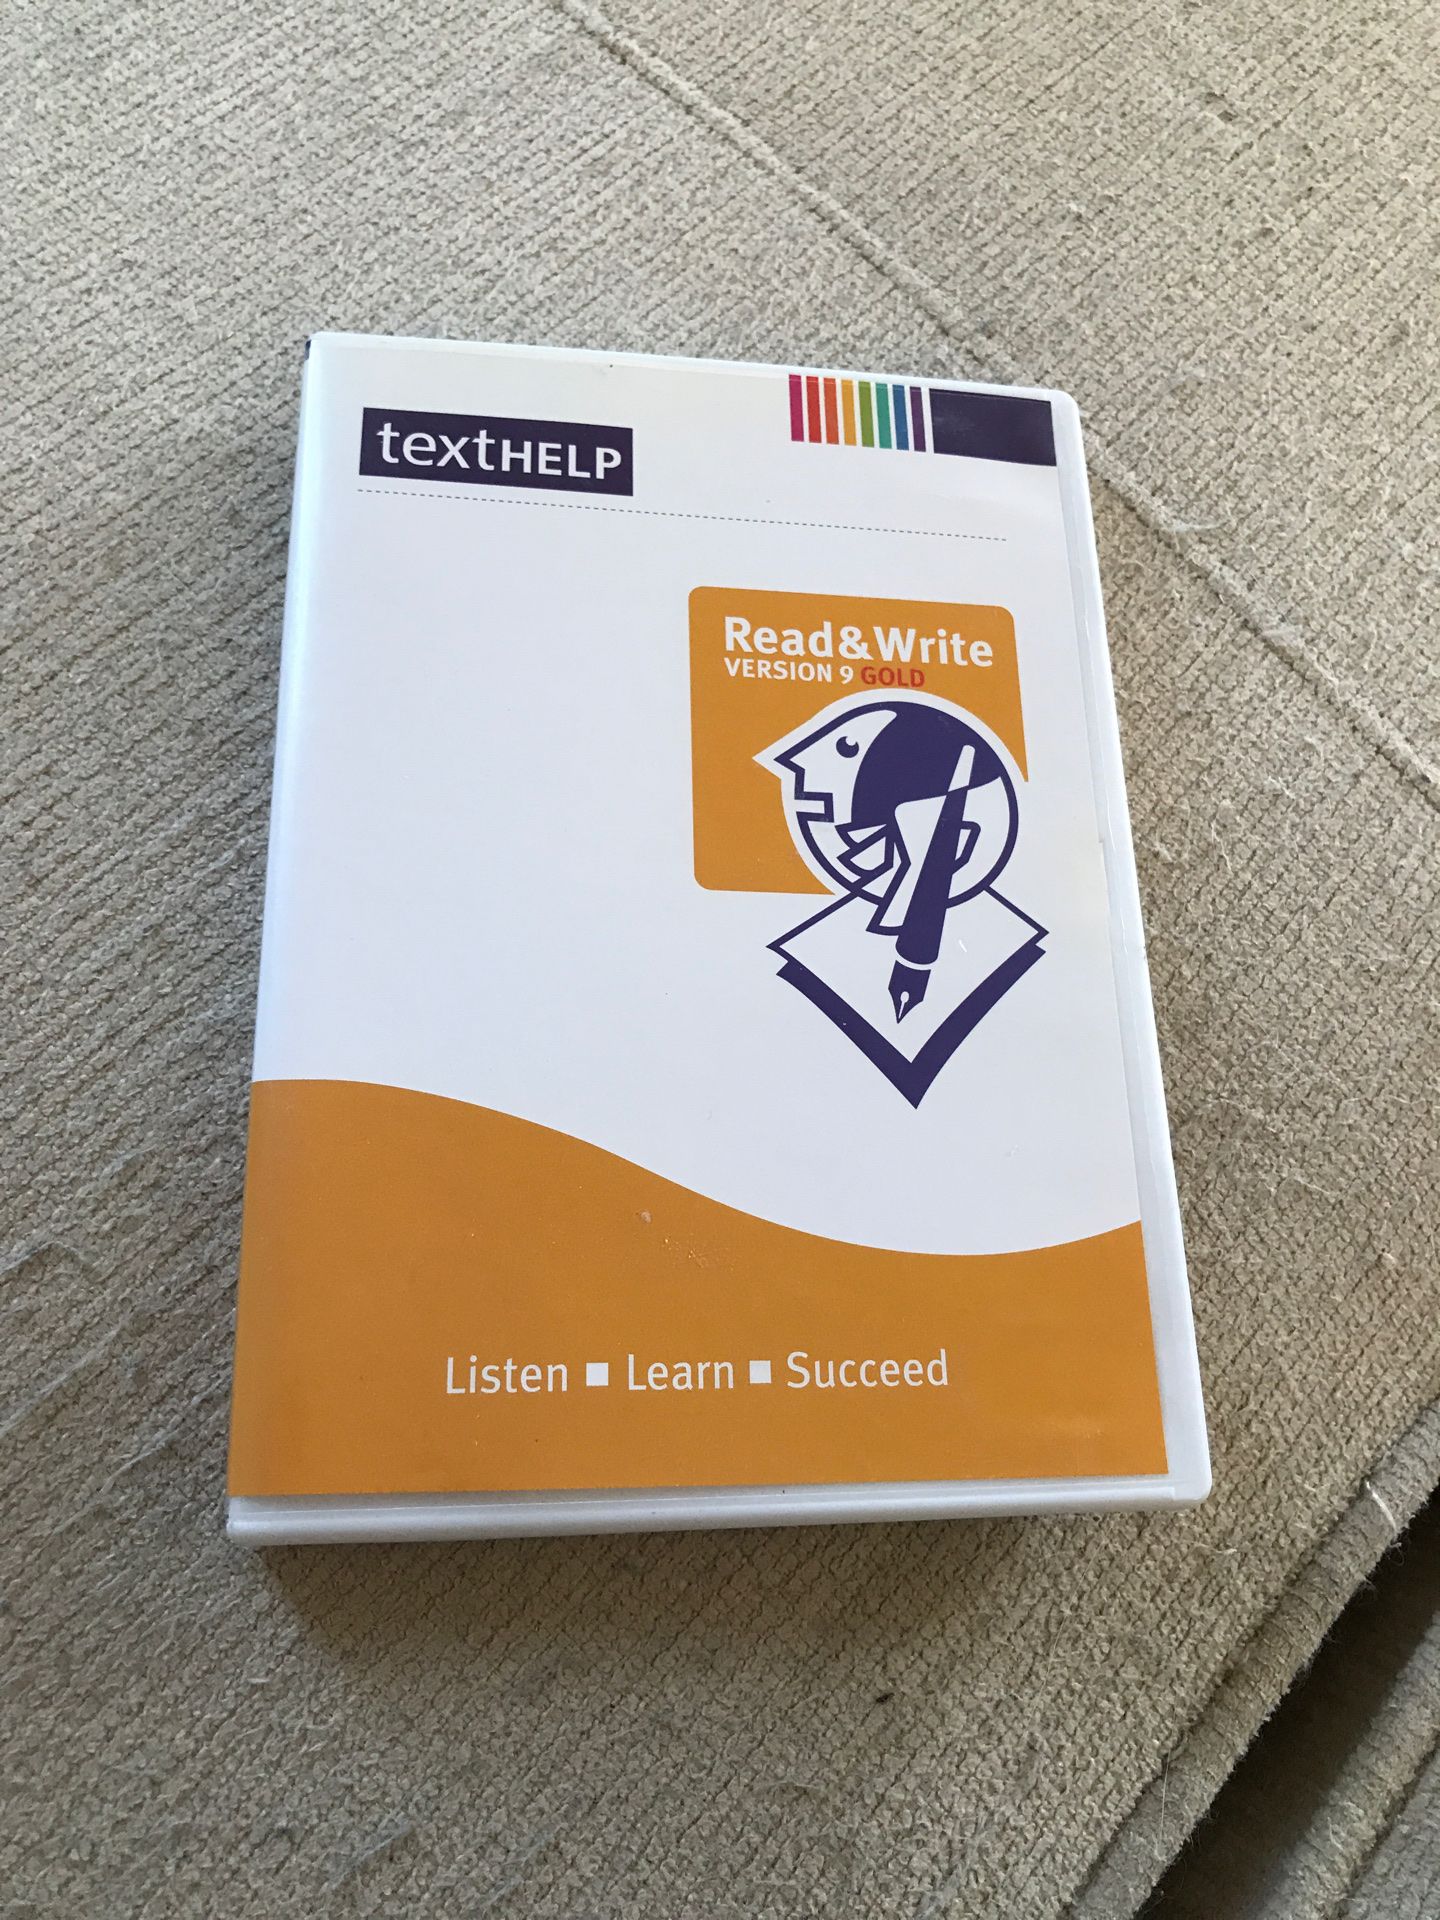 textHELP
Read&Write
VERSION 9 GOLD
Listen ■ Learn ■ Succeed